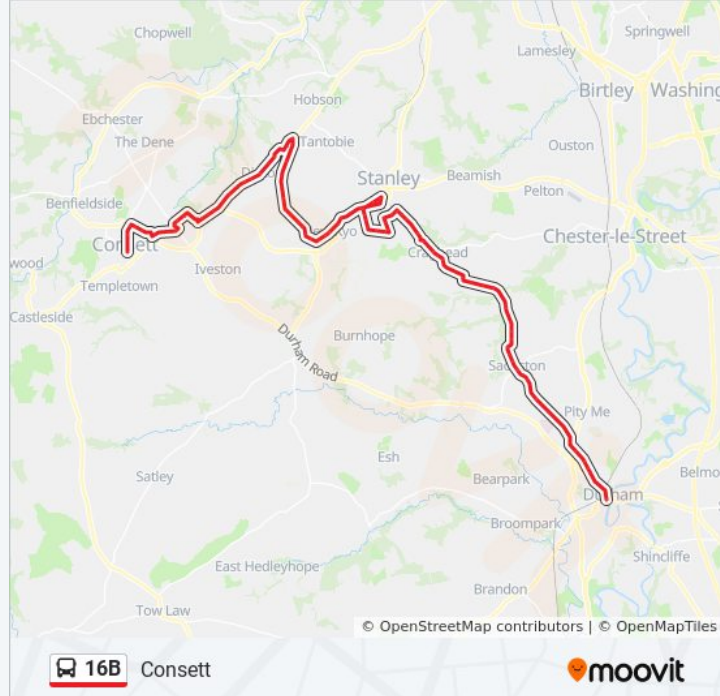 Chopwell
Springwell
Lamesley
Birtley
Washing
Hobson
Ebchester
The Dene
Tantobie
Ouston
Stanley
Beamish
Pelton
Benfieldside
Chester-le-Street
Consett
wood
Iveston
Templetown
Castleside
Burnhope
Durham Road
Pity Me
Esh
Satley
Bearpark
Belmo
Durham
Broompark
East Hedleyhope
Shincliffe
Brandon
Tow Law
© OpenStreetMap contributors | © OpenMapTiles
16B Consett
moovit